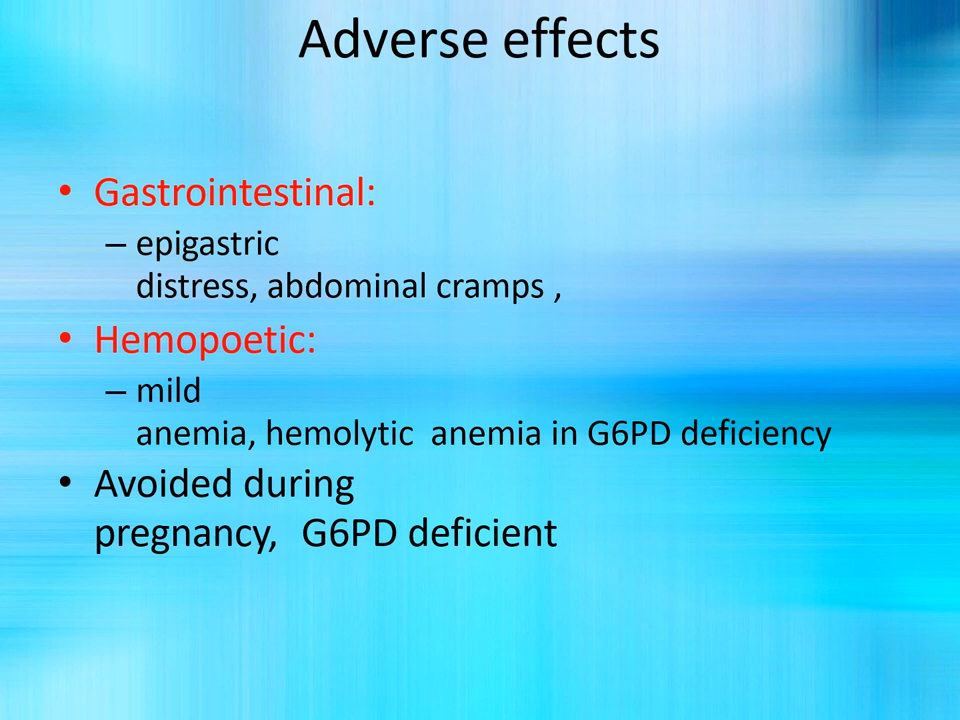 Adverse effects
• Gastrointestinal:
– epigastric
distress, abdominal cramps ,
• Hemopoetic:
– mild
anemia, hemolytic  anemia in G6PD deficiency
• Avoided during
pregnancy,  G6PD deficient